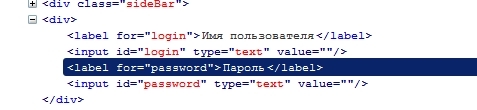 <div class="sideBar">
<div>
<label for="login">Имя пользователя</label>
<input id="login" type="text" value=""/>
<label for="password">Пароль</label>
<input id="password" type="text" value=""/>
</div>